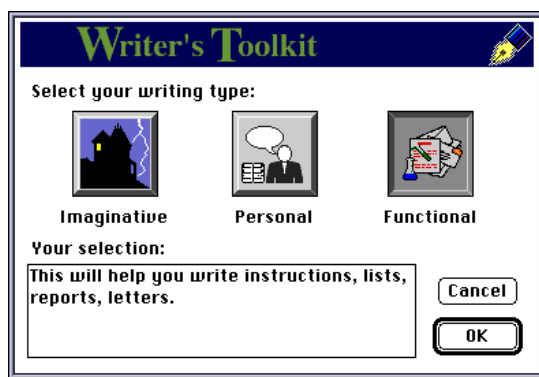 Writer's Toolkit
Select your writing type:
Imaginative Personal Functional
Your selection:
This will help you write instructions, lists,
reports, letters.
Cancel
OK